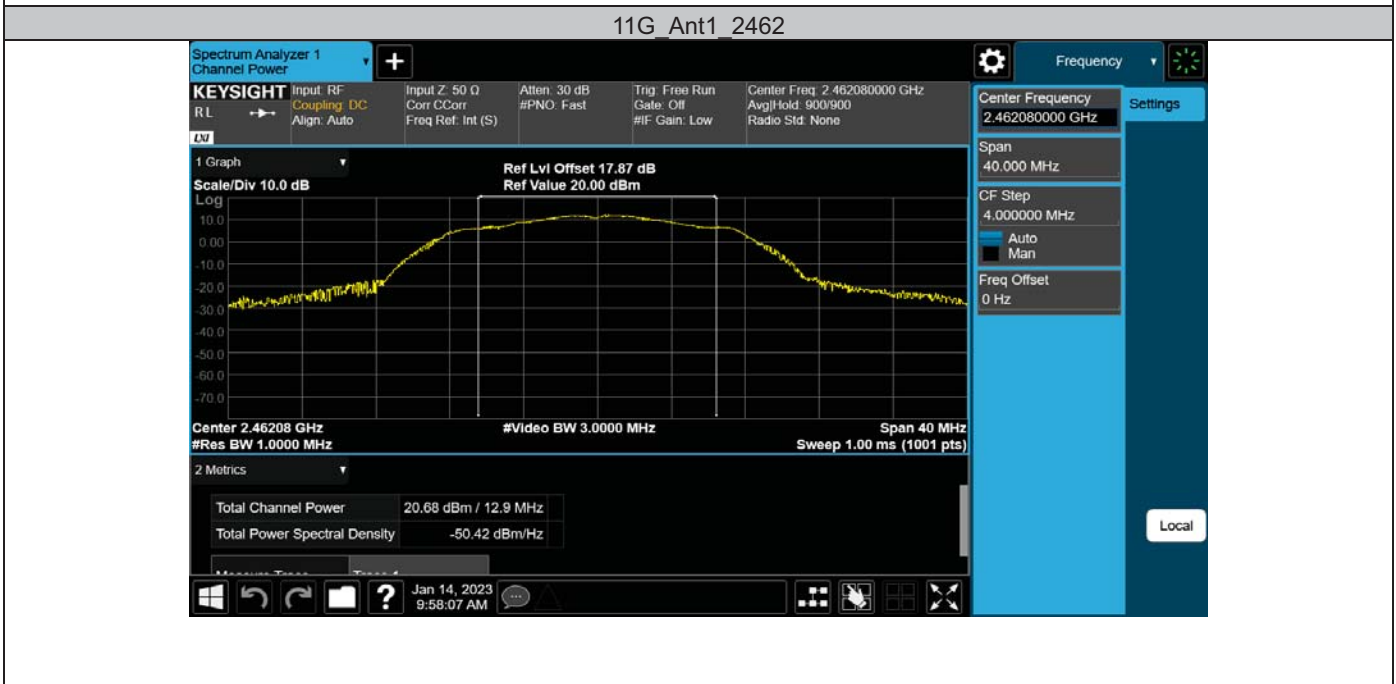 11G_Ant1_2462
Spectrum Analyzer 1
Channel Power
+
Frequency
KEYSIGHT
RL
LXI
Input: RF
Coupling: DC
Align: Auto
Input Z: 50 Ω
Corr CCorr
Freq Ref: Int (S)
Atten: 30 dB
#PNO: Fast
Trig: Free Run
Gate: Off
#IF Gain: Low
Center Freq: 2.462080000 GHz
Avg|Hold: 900/900
Radio Std: None
Center Frequency
2.462080000 GHz
Settings
Span
40.000 MHz
CF Step
4.000000 MHz
Auto
Man
Freq Offset
0 Hz
Local
1 Graph
Scale/Div 10.0 dB
Ref Lvl Offset 17.87 dB
Ref Value 20.00 dBm
Log
10.0
0.00
-10.0
-20.0
-30.0
-40.0
-50.0
-60.0
-70.0
Center 2.46208 GHz
#Res BW 1.0000 MHz
#Video BW 3.0000 MHz
Span 40 MHz
Sweep 1.00 ms (1001 pts)
2 Metrics
Total Channel Power 20.68 dBm / 12.9 MHz
Total Power Spectral Density -50.42 dBm/Hz
?
Jan 14, 2023
9:58:07 AM